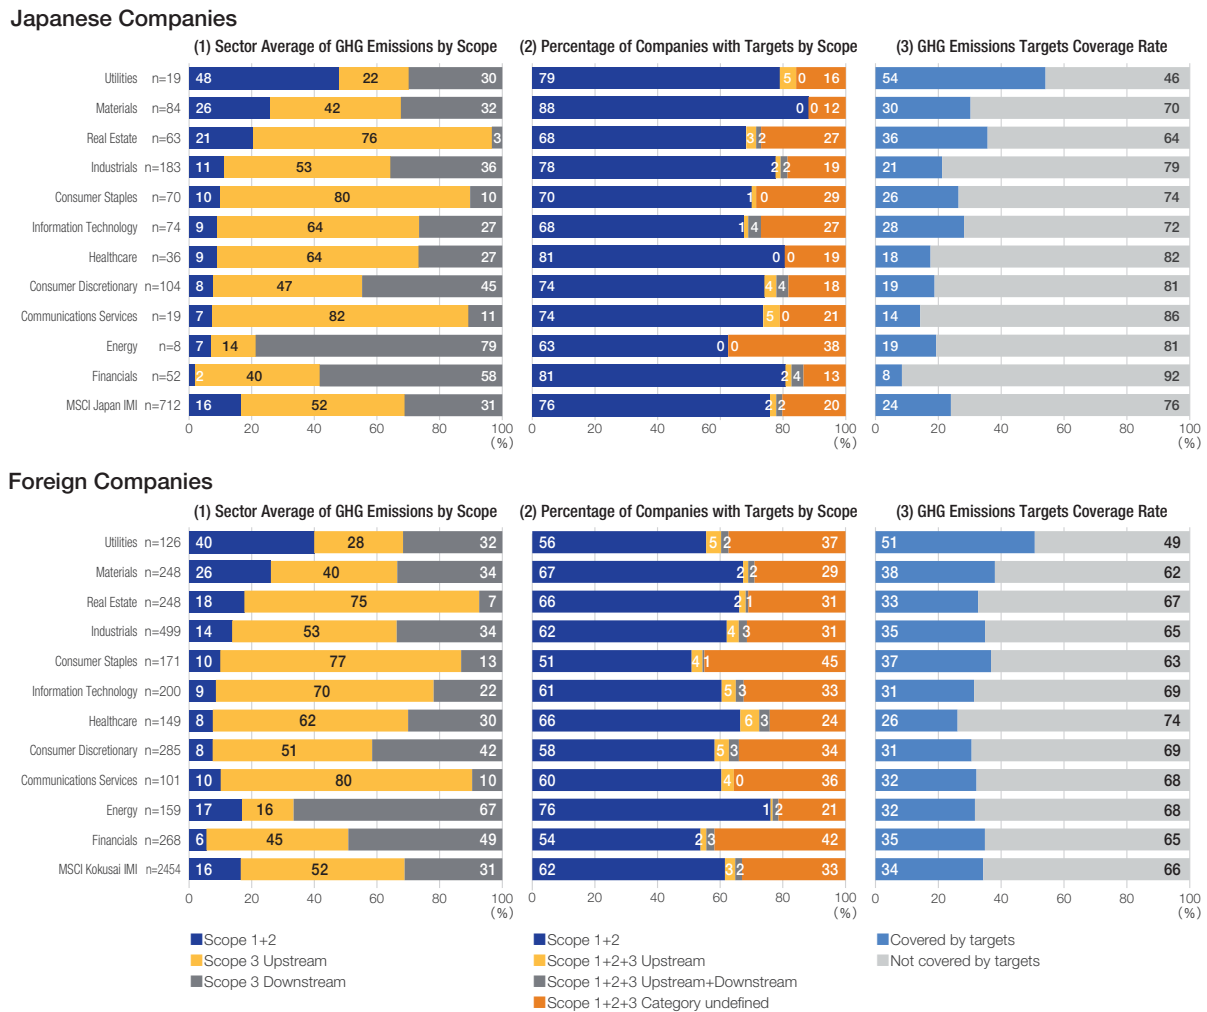 Japanese Companies
(1) Sector Average of GHG Emissions by Scope (2) Percentage of Companies with Targets by Scope (3) GHG Emissions Targets Coverage Rate
Utilities n=19 48 22 30 79 5 0 16 54 46
Materials n=84 26 42 32 88 0 0 12 30 70
Real Estate n=63 21 76 3 68 3 2 27 36 64
Industrials n=183 11 53 36 78 2 2 19 21 79
Consumer Staples n=70 10 80 10 70 1 0 29 26 74
Information Technology n=74 9 64 27 68 1 4 27 28 72
Healthcare n=36 9 64 27 81 0 0 19 18 82
Consumer Discretionary n=104 8 47 45 74 4 4 18 19 81
Communications Services n=19 7 82 11 74 5 0 21 14 86
Energy n=8 7 14 79 63 0 0 38 19 81
Financials n=52 2 40 58 81 2 4 13 8 92
MSCI Japan IMI n=712 16 52 31 76 2 2 20 24 76
0 20 40 60 80 100 0 20 40 60 80 100 0 20 40 60 80 100
(%) (%) (%)
Foreign Companies
(1) Sector Average of GHG Emissions by Scope (2) Percentage of Companies with Targets by Scope (3) GHG Emissions Targets Coverage Rate
Utilities n=126 40 28 32 56 5 2 37 51 49
Materials n=248 26 40 34 67 2 2 29 38 62
Real Estate n=248 18 75 7 66 2 1 31 33 67
Industrials n=499 14 53 34 62 4 3 31 35 65
Consumer Staples n=171 10 77 13 51 4 1 45 37 63
Information Technology n=200 9 70 22 61 5 3 33 31 69
Healthcare n=149 8 62 30 66 6 3 24 26 74
Consumer Discretionary n=285 8 51 42 58 5 3 34 31 69
Communications Services n=101 10 80 10 60 4 0 36 32 68
Energy n=159 17 16 67 76 1 2 21 32 68
Financials n=268 6 45 49 54 2 3 42 35 65
MSCI Kokusai IMI n=2454 16 52 31 62 3 2 33 34 66
0 20 40 60 80 100 0 20 40 60 80 100 0 20 40 60 80 100
(%) (%) (%)
Scope 1+2 Scope 1+2 Covered by targets
Scope 3 Upstream Scope 1+2+3 Upstream Not covered by targets
Scope 3 Downstream Scope 1+2+3 Upstream+Downstream
Scope 1+2+3 Category undefined